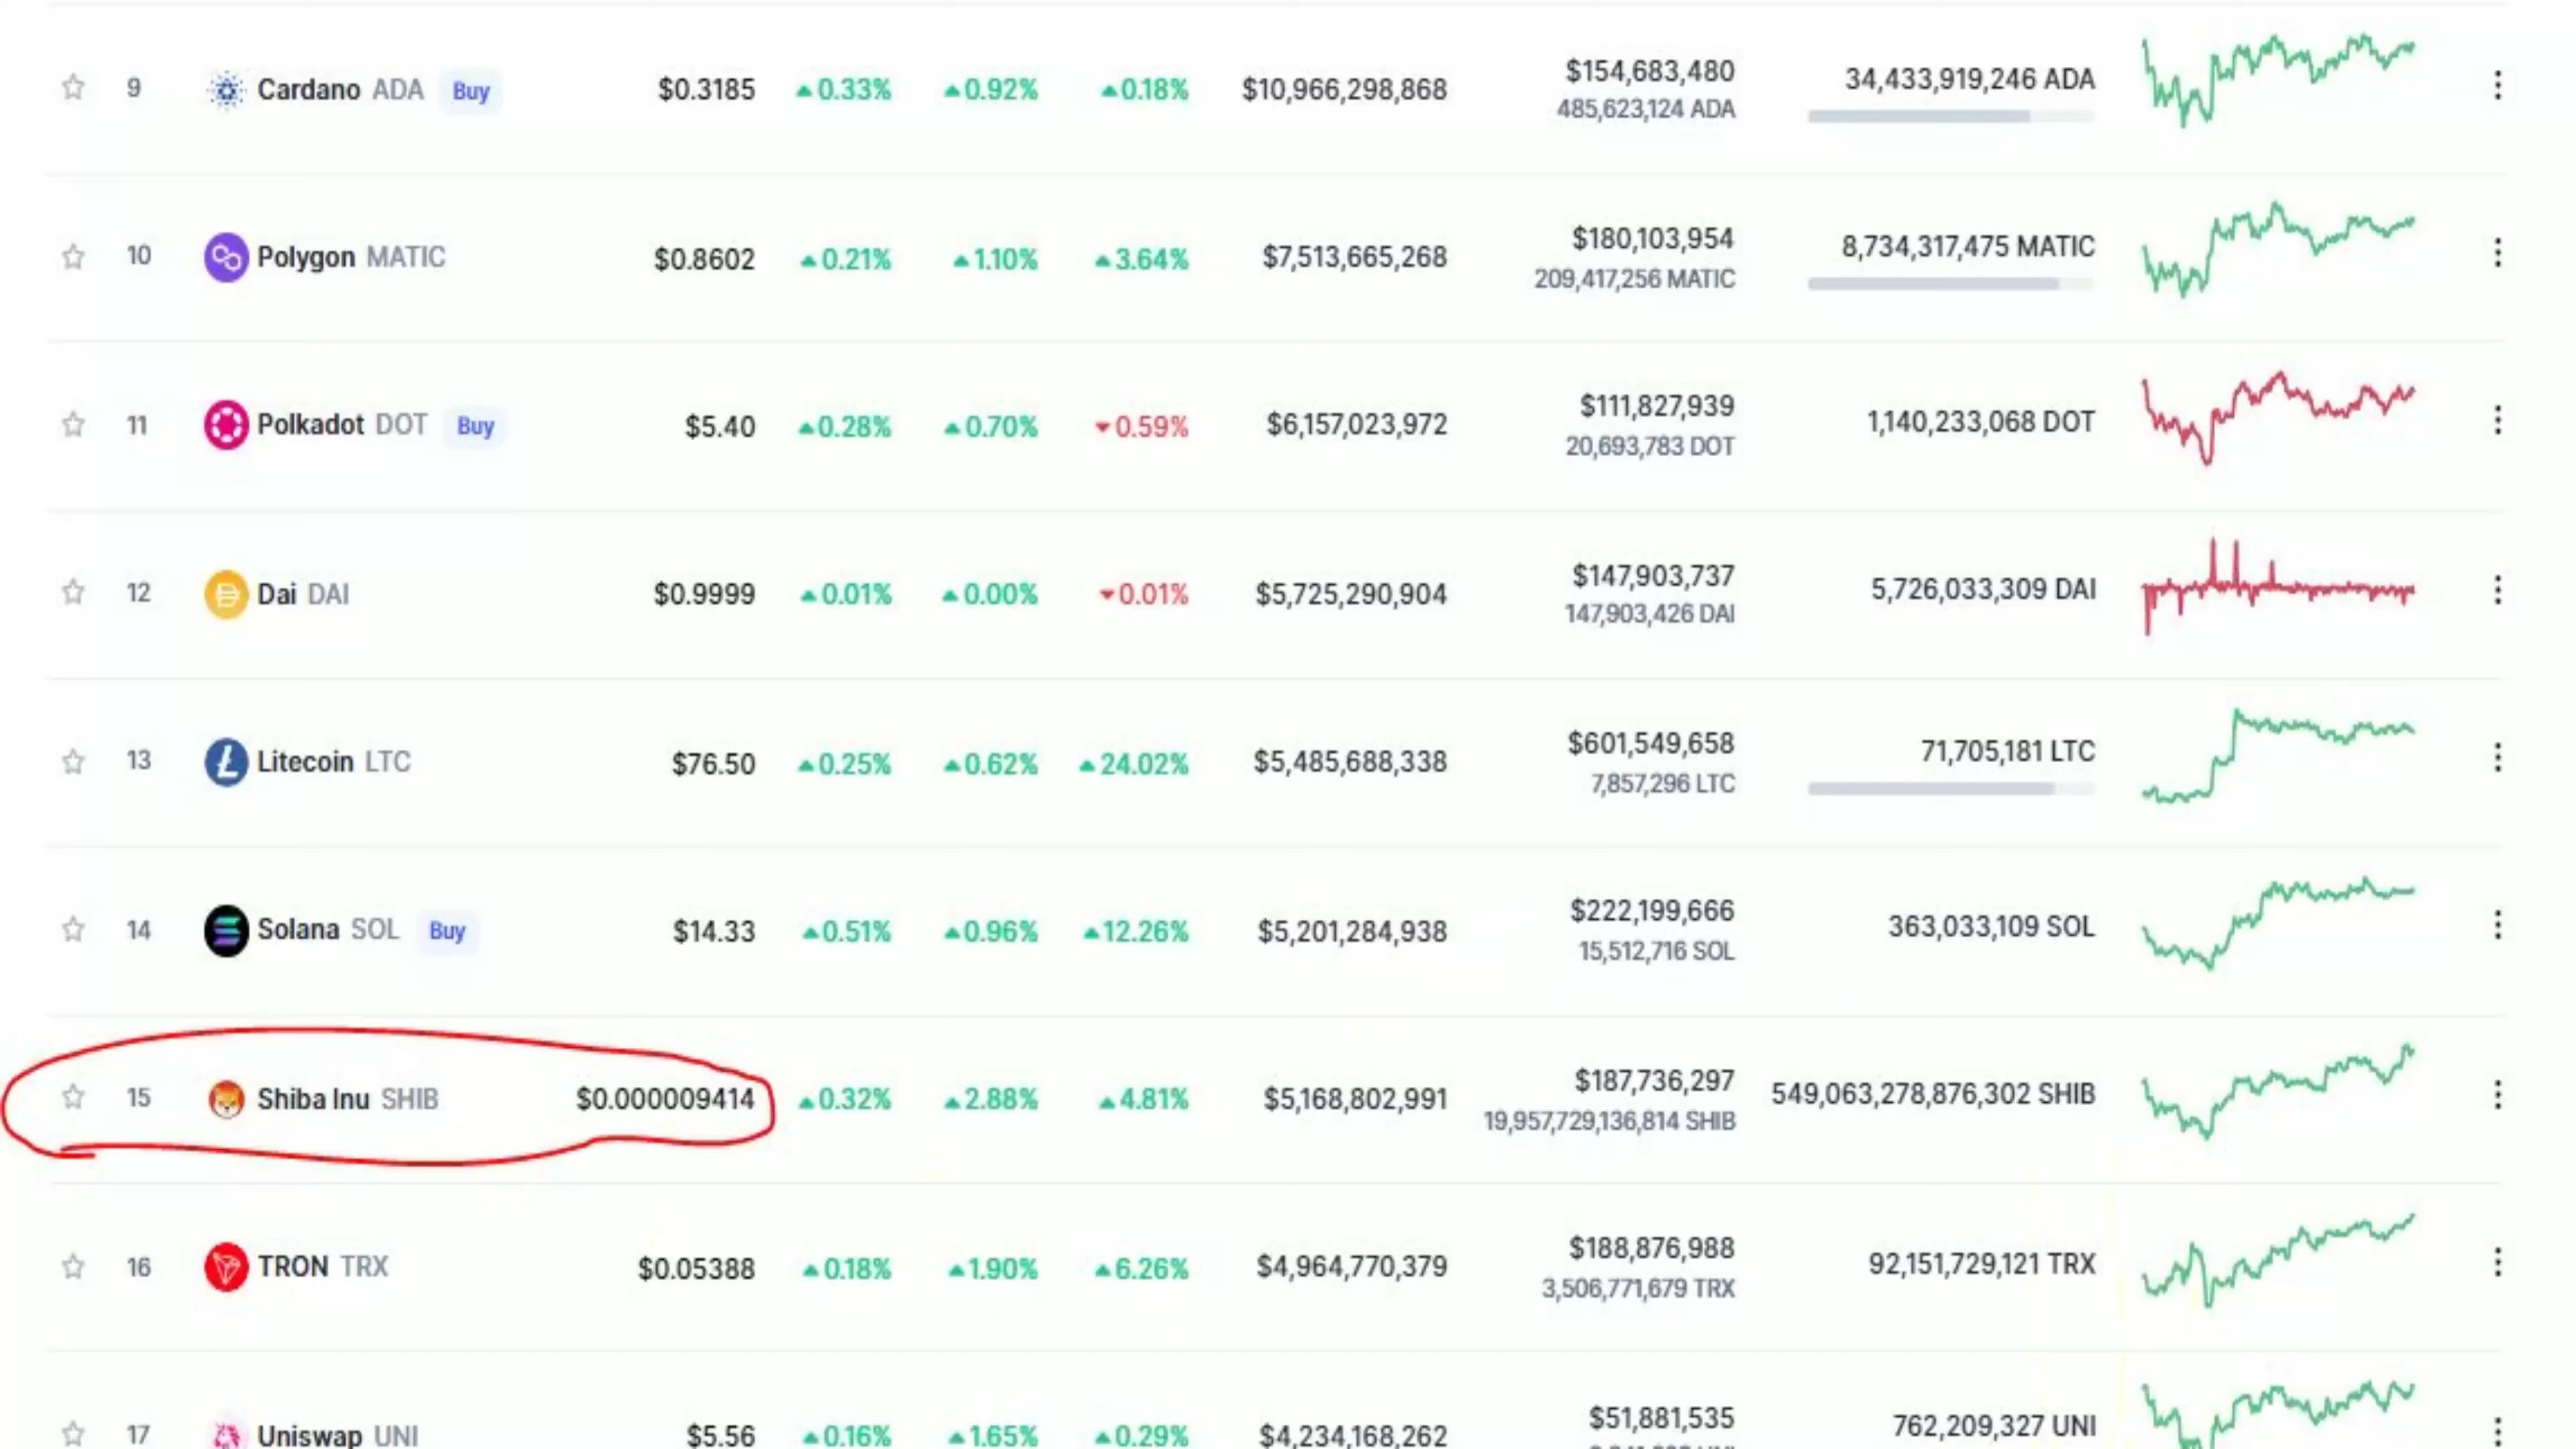 9 Cardano ADA Buy $0.3185 0.33% 0.92% 0.18% $10,966,298,868 $154,683,480 34,433,919,246 ADA
485,623,124 ADA
10 Polygon MATIC $0.8602 0.21% 1.10% 3.64% $7,513,665,268 $180,103,954 8,734,317,475 MATIC
209,417,256 MATIC
11 Polkadot DOT Buy $5.40 0.28% 0.70% 0.59% $6,157,023,972 $111,827,939 1,140,233,068 DOT
20,693,783 DOT
12 Dai DAI $0.9999 0.01% 0.00% 0.01% $5,725,290,904 $147,903,737 5,726,033,309 DAI
147,903,426 DAI
13 Litecoin LTC $76.50 0.25% 0.62% 24.02% $5,485,688,338 $601,549,658 71,705,181 LTC
7,857,296 LTC
14 Solana SOL Buy $14.33 0.51% 0.96% 12.26% $5,201,284,938 $222,199,666 363,033,109 SOL
15,512,716 SOL
15 Shiba Inu SHIB $0.000009414 0.32% 2.88% 4.81% $5,168,802,991 $187,736,297 549,063,278,876,302 SHIB
19,957,729,136,814 SHIB
16 TRON TRX $0.05388 0.18% 1.90% 6.26% $4,964,770,379 $188,876,988 92,151,729,121 TRX
3,506,771,679 TRX
17 Uniswap UNI $5.56 0.16% 1.65% 0.29% $4,234,168,262 $51,881,535 762,209,327 UNI